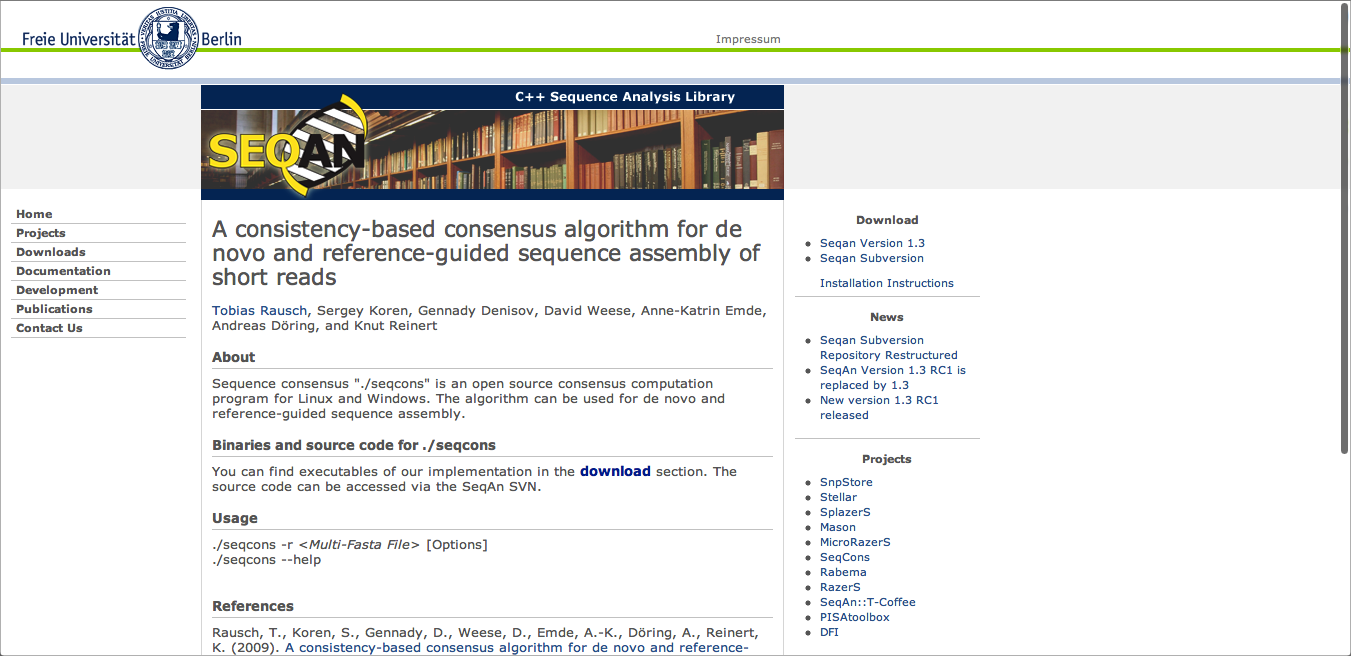 Freie Universität Berlin
Impressum
C++ Sequence Analysis Library
SEQAN
Home
Projects
Downloads
Documentation
Development
Publications
Contact Us
A consistency-based consensus algorithm for de
novo and reference-guided sequence assembly of
short reads
Tobias Rausch, Sergey Koren, Gennady Denisov, David Weese, Anne-Katrin Emde,
Andreas Döring, and Knut Reinert
About
Sequence consensus "./seqcons" is an open source consensus computation
program for Linux and Windows. The algorithm can be used for de novo and
reference-guided sequence assembly.
Binaries and source code for ./seqcons
You can find executables of our implementation in the download section. The
source code can be accessed via the SeqAn SVN.
Usage
./seqcons -r <Multi-Fasta File> [Options]
./seqcons --help
References
Rausch, T., Koren, S., Gennady, D., Weese, D., Emde, A.-K., Döring, A., Reinert,
K. (2009). A consistency-based consensus algorithm for de novo and reference-
Download
Seqan Version 1.3
Seqan Subversion
Installation Instructions
News
Seqan Subversion
Repository Restructured
SeqAn Version 1.3 RC1 is
replaced by 1.3
New version 1.3 RC1
released
Projects
SnpStore
Stellar
SplazerS
Mason
MicroRazerS
SeqCons
Rabema
RazerS
SeqAn::T-Coffee
PISAtoolbox
DFI